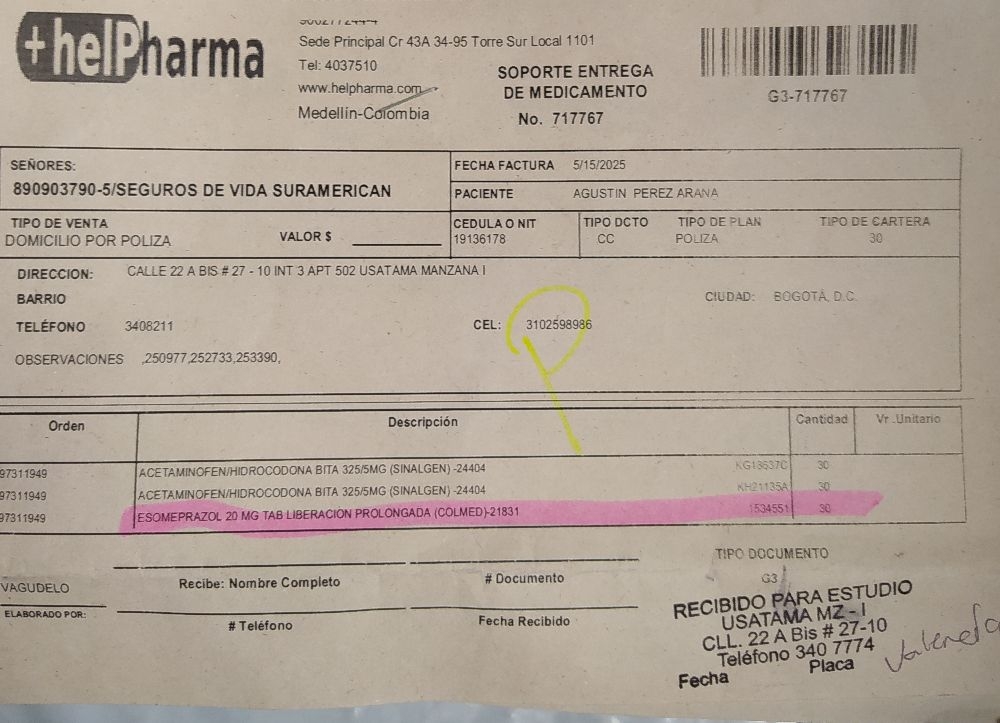 +helPharma
Sede Principal Cr 43A 34-95 Torre Sur Local 1101
Tel: 4037510
www.helpharma.com
Medellín-Colombia
SOPORTE ENTREGA
DE MEDICAMENTO
No. 717767
G3-717767
SEÑORES:
890903790-5/SEGUROS DE VIDA SURAMERICAN
FECHA FACTURA 5/15/2025
PACIENTE AGUSTIN PEREZ ARANA
TIPO DE VENTA
DOMICILIO POR POLIZA
VALOR $
CEDULA O NIT
19136178
TIPO DCTO
CC
TIPO DE PLAN
POLIZA
TIPO DE CARTERA
30
DIRECCION: CALLE 22 A BIS # 27 - 10 INT 3 APT 502 USATAMA MANZANA I
BARRIO
CIUDAD: BOGOTÁ, D.C.
TELÉFONO 3408211
CEL: 3102598986
OBSERVACIONES ,250977,252733,253390,
Orden Descripción Cantidad Vr .Unitario
97311949 ACETAMINOFEN/HIDROCODONA BITA 325/5MG (SINALGEN) -24404 KG13637C 30
97311949 ACETAMINOFEN/HIDROCODONA BITA 325/5MG (SINALGEN) -24404 KH21135A 30
97311949 ESOMEPRAZOL 20 MG TAB LIBERACIÓN PROLONGADA (COLMED)-21831 1534551 30
VAGUDELO
ELABORADO POR:
Recibe: Nombre Completo
# Documento
# Teléfono
Fecha Recibido
TIPO DOCUMENTO
G3
RECIBIDO PARA ESTUDIO
USATAMA MZ - I
CLL. 22 A Bis # 27-10
Teléfono 340 7774
Fecha Placa